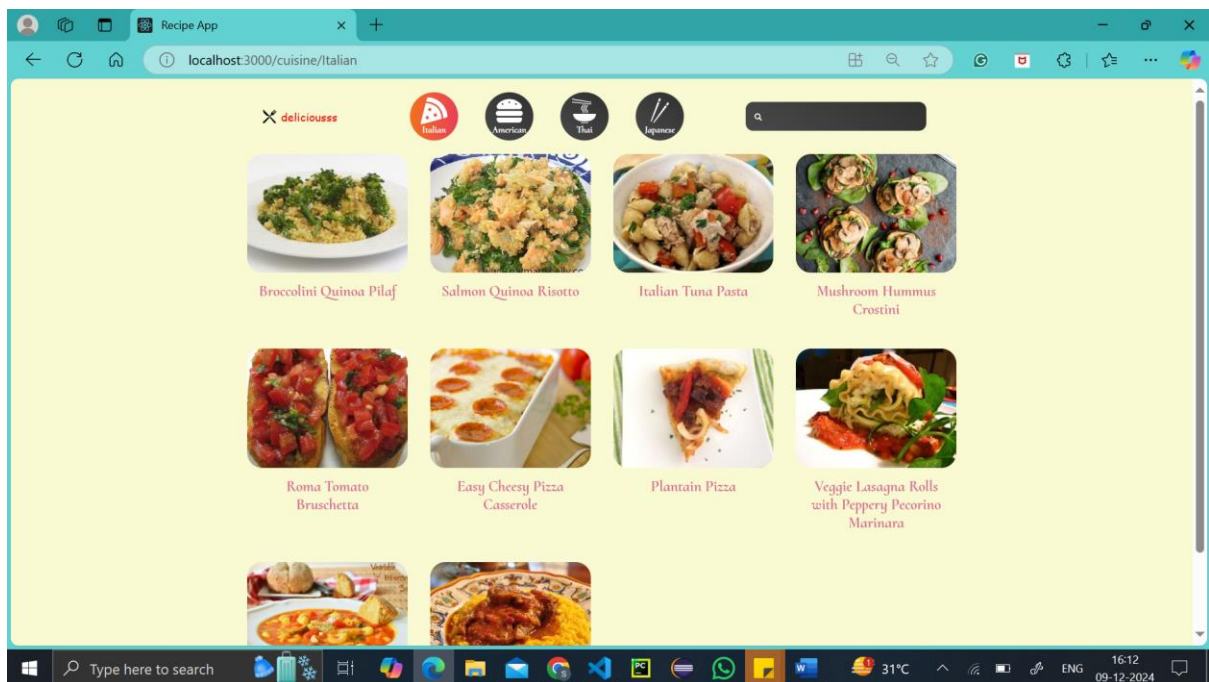 Recipe App
localhost:3000/cuisine/Italian
deliciousss
Italian
American
Thai
Japanese
Broccolini Quinoa Pilaf
Salmon Quinoa Risotto
Italian Tuna Pasta
Mushroom Hummus
Crostini
Roma Tomato
Bruschetta
Easy Cheesy Pizza
Casserole
Plantain Pizza
Veggie Lasagna Rolls
with Peppery Pecorino
Marinara
Type here to search
31°C
ENG
16:12
09-12-2024